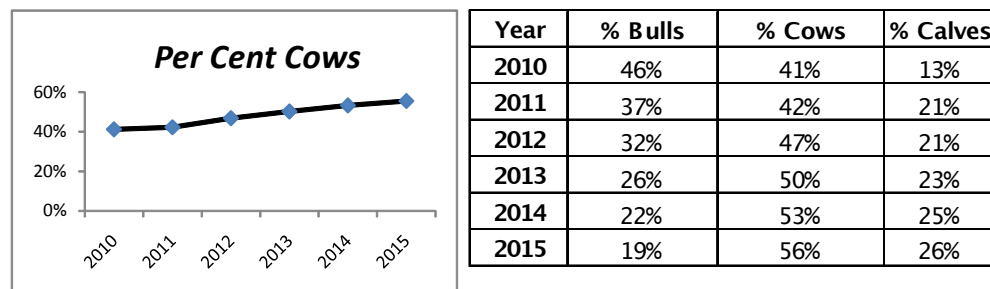 Per Cent Cows
60%
40%
20%
0%
2010 2011 2012 2013 2014 2015
Year % Bulls % Cows % Calves
2010 46% 41% 13%
2011 37% 42% 21%
2012 32% 47% 21%
2013 26% 50% 23%
2014 22% 53% 25%
2015 19% 56% 26%